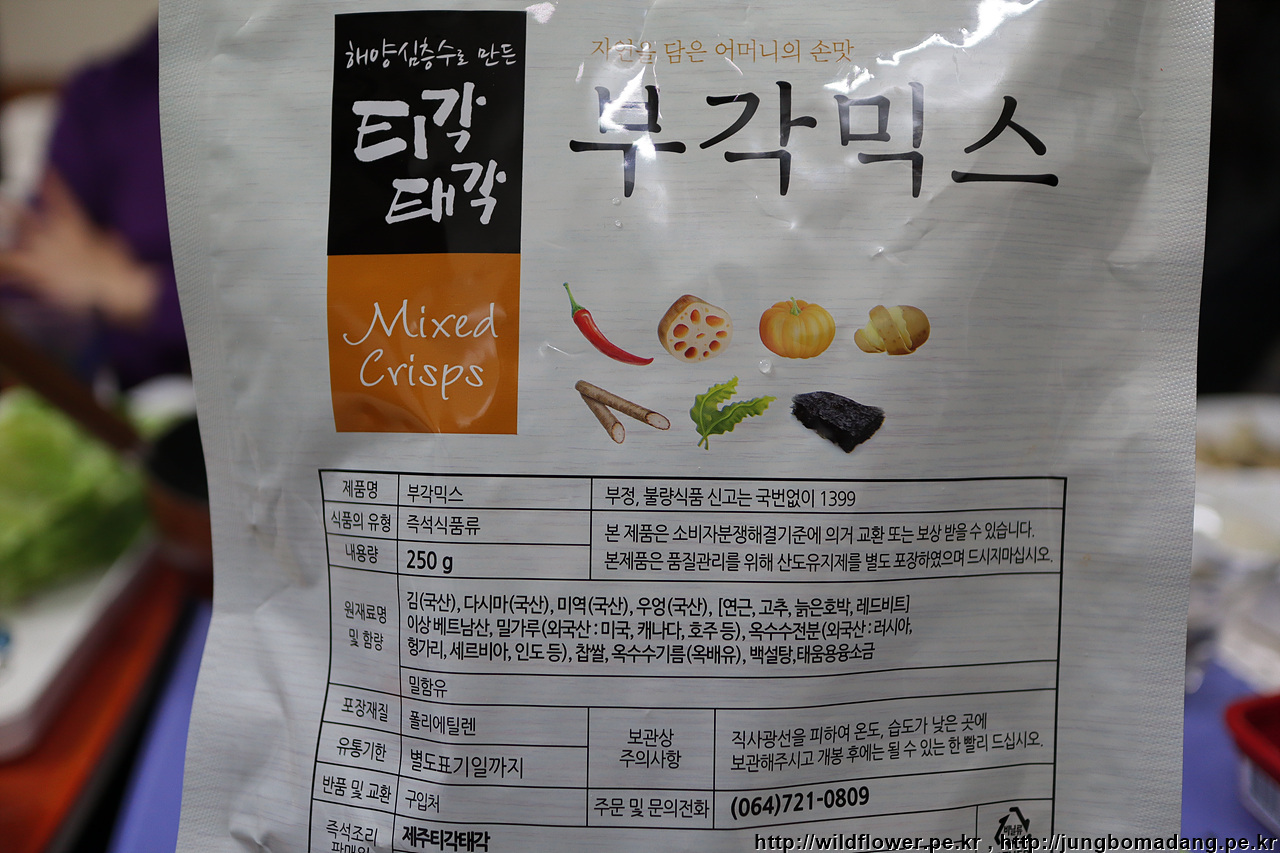 해양심층수로 만든
티각
태각
Mixed
Crisps
자연을 담은 어머니의 손맛
부각믹스
제품명 부각믹스 부정, 불량식품 신고는 국번없이 1399
식품의 유형 즉석식품류 본 제품은 소비자분쟁해결기준에 의거 교환 또는 보상 받을 수 있습니다.
내용량 250 g 본제품은 품질관리를 위해 산도유지제를 별도 포장하였으며 드시지마십시오.
원재료명
및 함량
김(국산), 다시마(국산), 미역(국산), 우엉(국산), [연근, 고추, 늙은호박, 레드비트]
이상 베트남산, 밀가루(외국산 : 미국, 캐나다, 호주 등), 옥수수전분(외국산 : 러시아,
헝가리, 세르비아, 인도 등), 찹쌀, 옥수수기름(옥배유), 백설탕,태움용융소금
밀함유
포장재질 폴리에틸렌
유통기한 별도표기일까지
보관상
주의사항
직사광선을 피하여 온도, 습도가 낮은 곳에
보관해주시고 개봉 후에는 될 수 있는 한 빨리 드십시오.
반품 및 교환 구입처 주문 및 문의전화 (064)721-0809
즉석조리
판매원
제주티각태각
비닐류
http://wildflower.pe.kr , http://jungbomadang.pe.kr